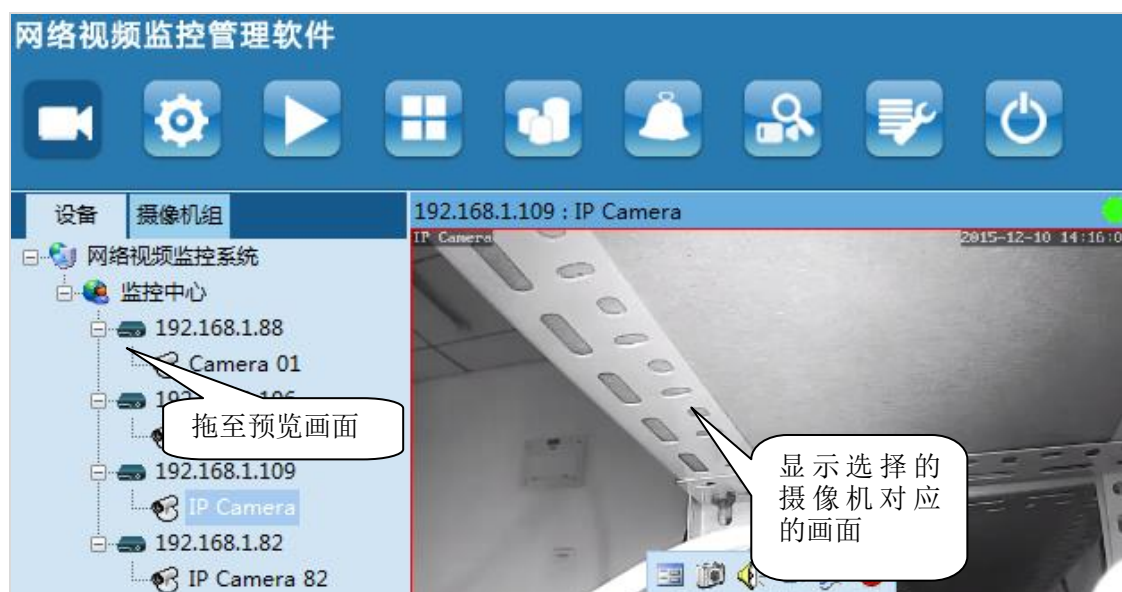 网络视频监控管理软件
设备 摄像机组
192.168.1.109 : IP Camera
IP Camera
2015-12-10 14:16:0
网络视频监控系统
监控中心
192.168.1.88
Camera 01
拖至预览画面
192.168.1.109
IP Camera
192.168.1.82
IP Camera 82
显示选择的
摄像机对应
的画面